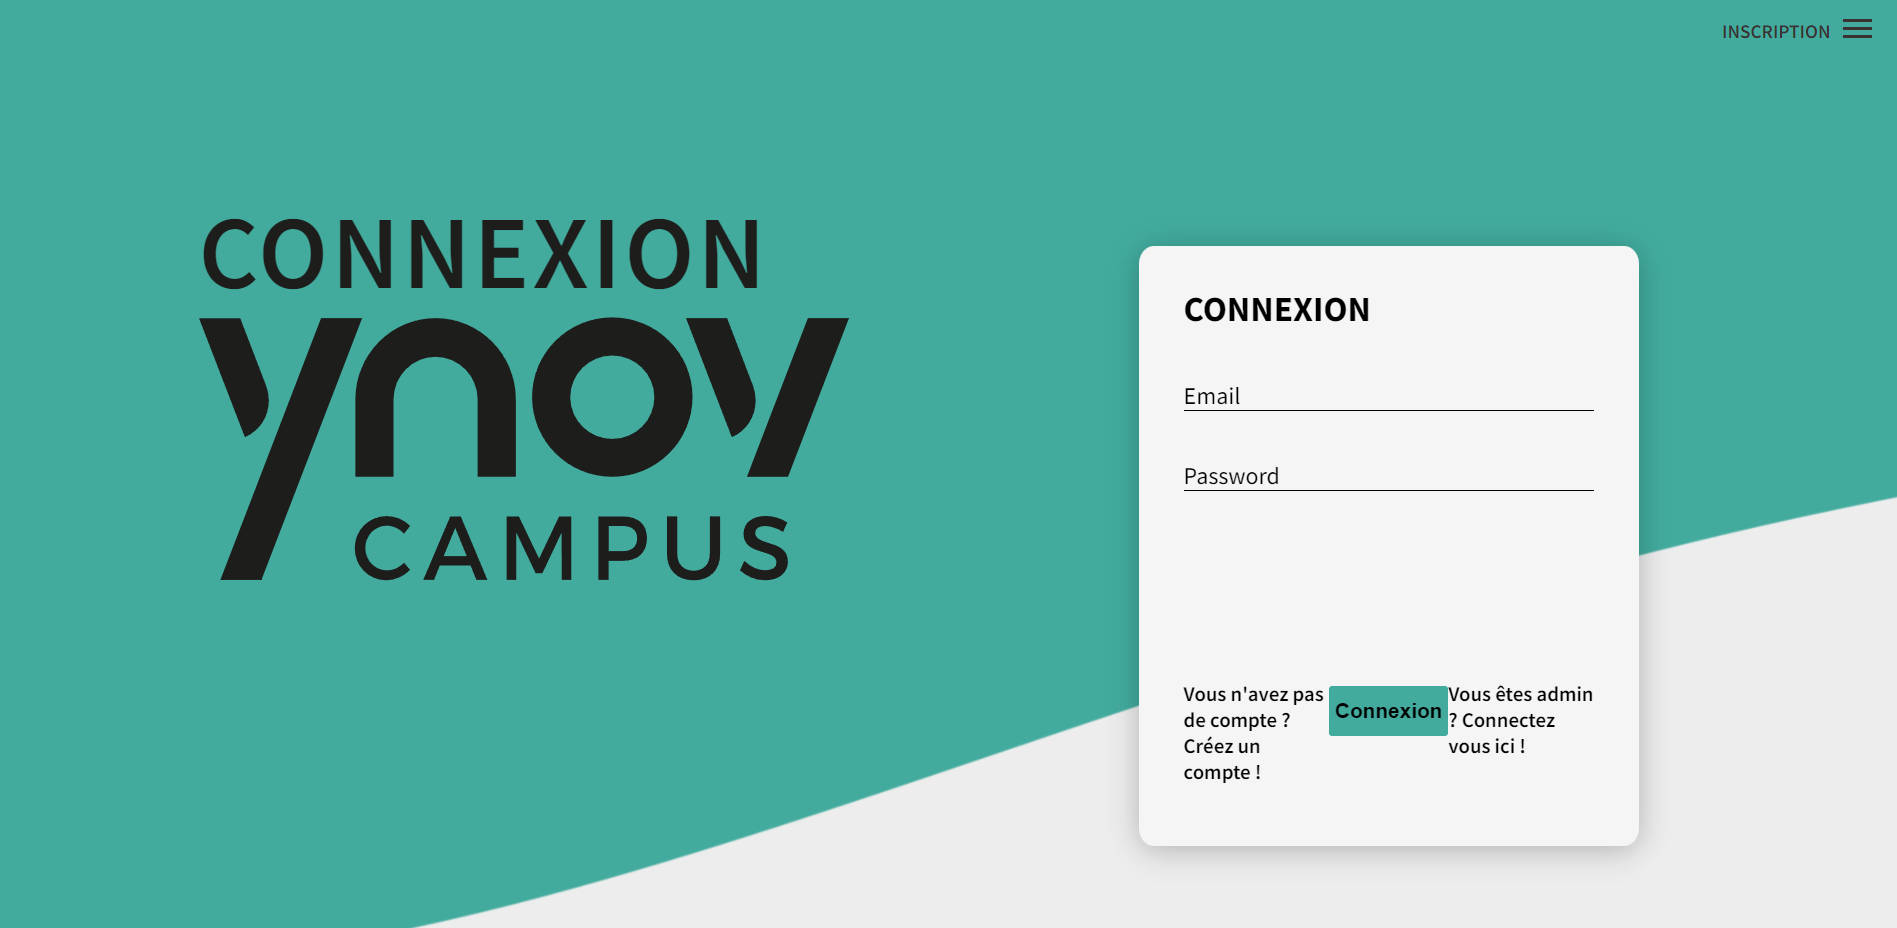 INSCRIPTION
CONNEXION
ynov
CAMPUS
CONNEXION
Email
Password
Vous n'avez pas
de compte ?
Créez un
compte !
Connexion
Vous êtes admin
? Connectez
vous ici !